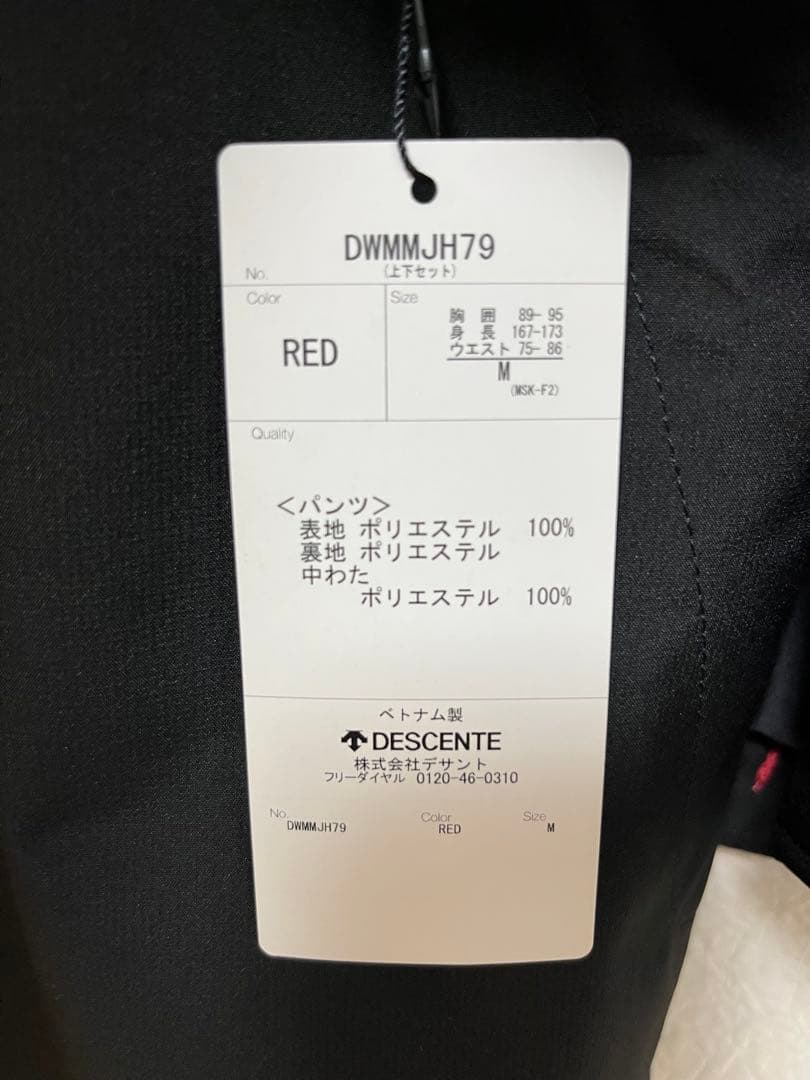 DWMMJH79
No. (上下セット)
Color Size
RED
胸囲 89- 95
身長 167-173
ウエスト 75- 86
M
(MSK-F2)
Quality
<パンツ>
表地 ポリエステル 100%
裏地 ポリエステル
中わた
ポリエステル 100%
ベトナム製
DESCENTE
株式会社デサント
フリーダイヤル 0120-46-0310
No. Color Size
DWMMJH79 RED M